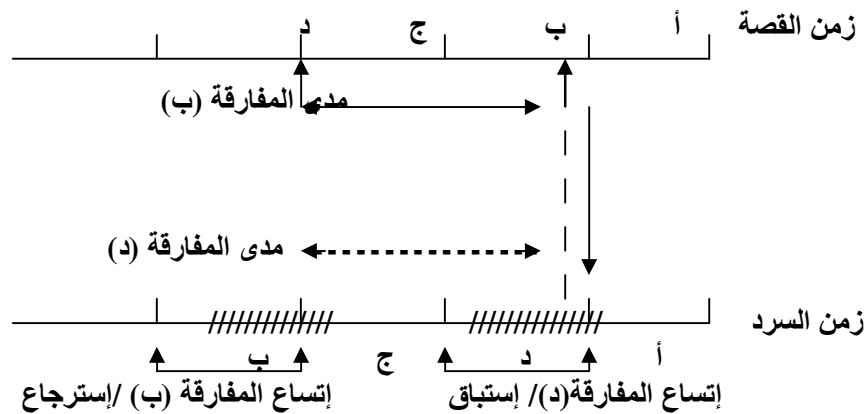 زمن القصة أ ب ج د
مدى المفارقة (ب)
مدى المفارقة (د)
زمن السرد
أ د ج ب
إتساع المفارقة(د)/ إستباق
إتساع المفارقة (ب) /إسترجاع